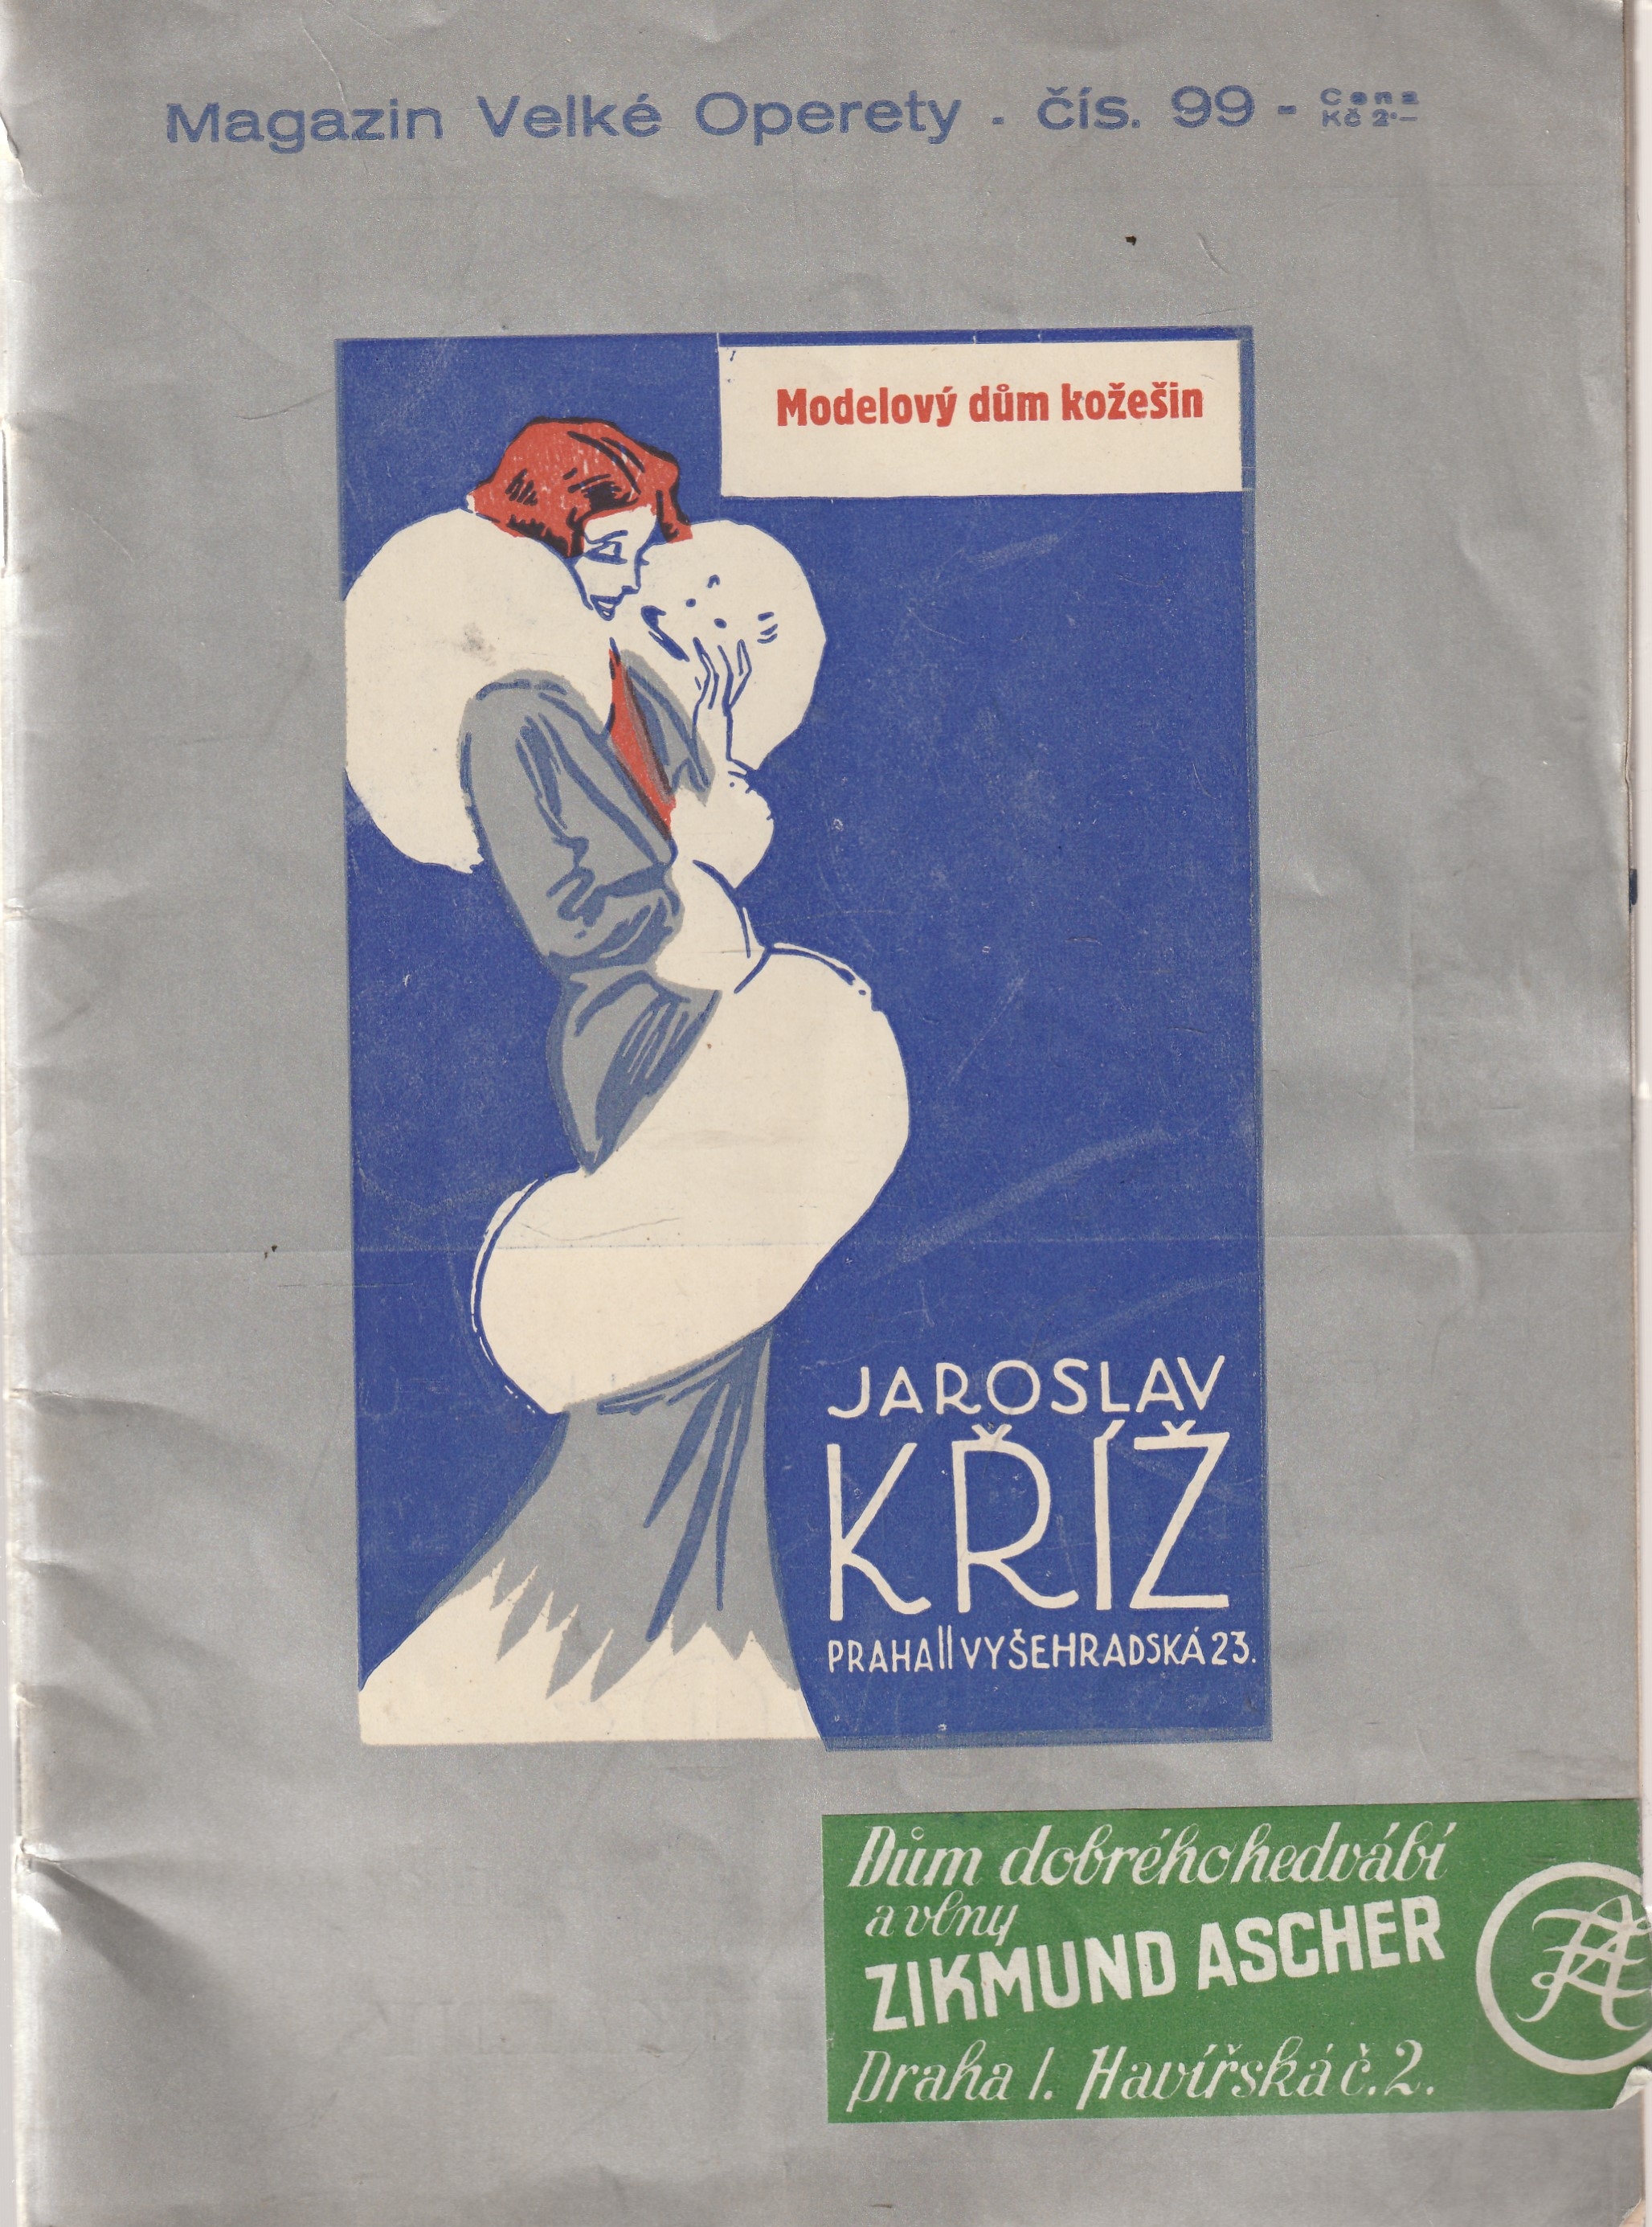 Magazin Velké Operety - čís. 99 - Cena Kč 2·—
Modelový dům kožešin
JAROSLAV
KŘÍŽ
PRAHA II VYŠEHRADSKÁ 23.
Dům dobrého hedvábí
a vlny
ZIKMUND ASCHER
Praha I. Havířská č. 2.